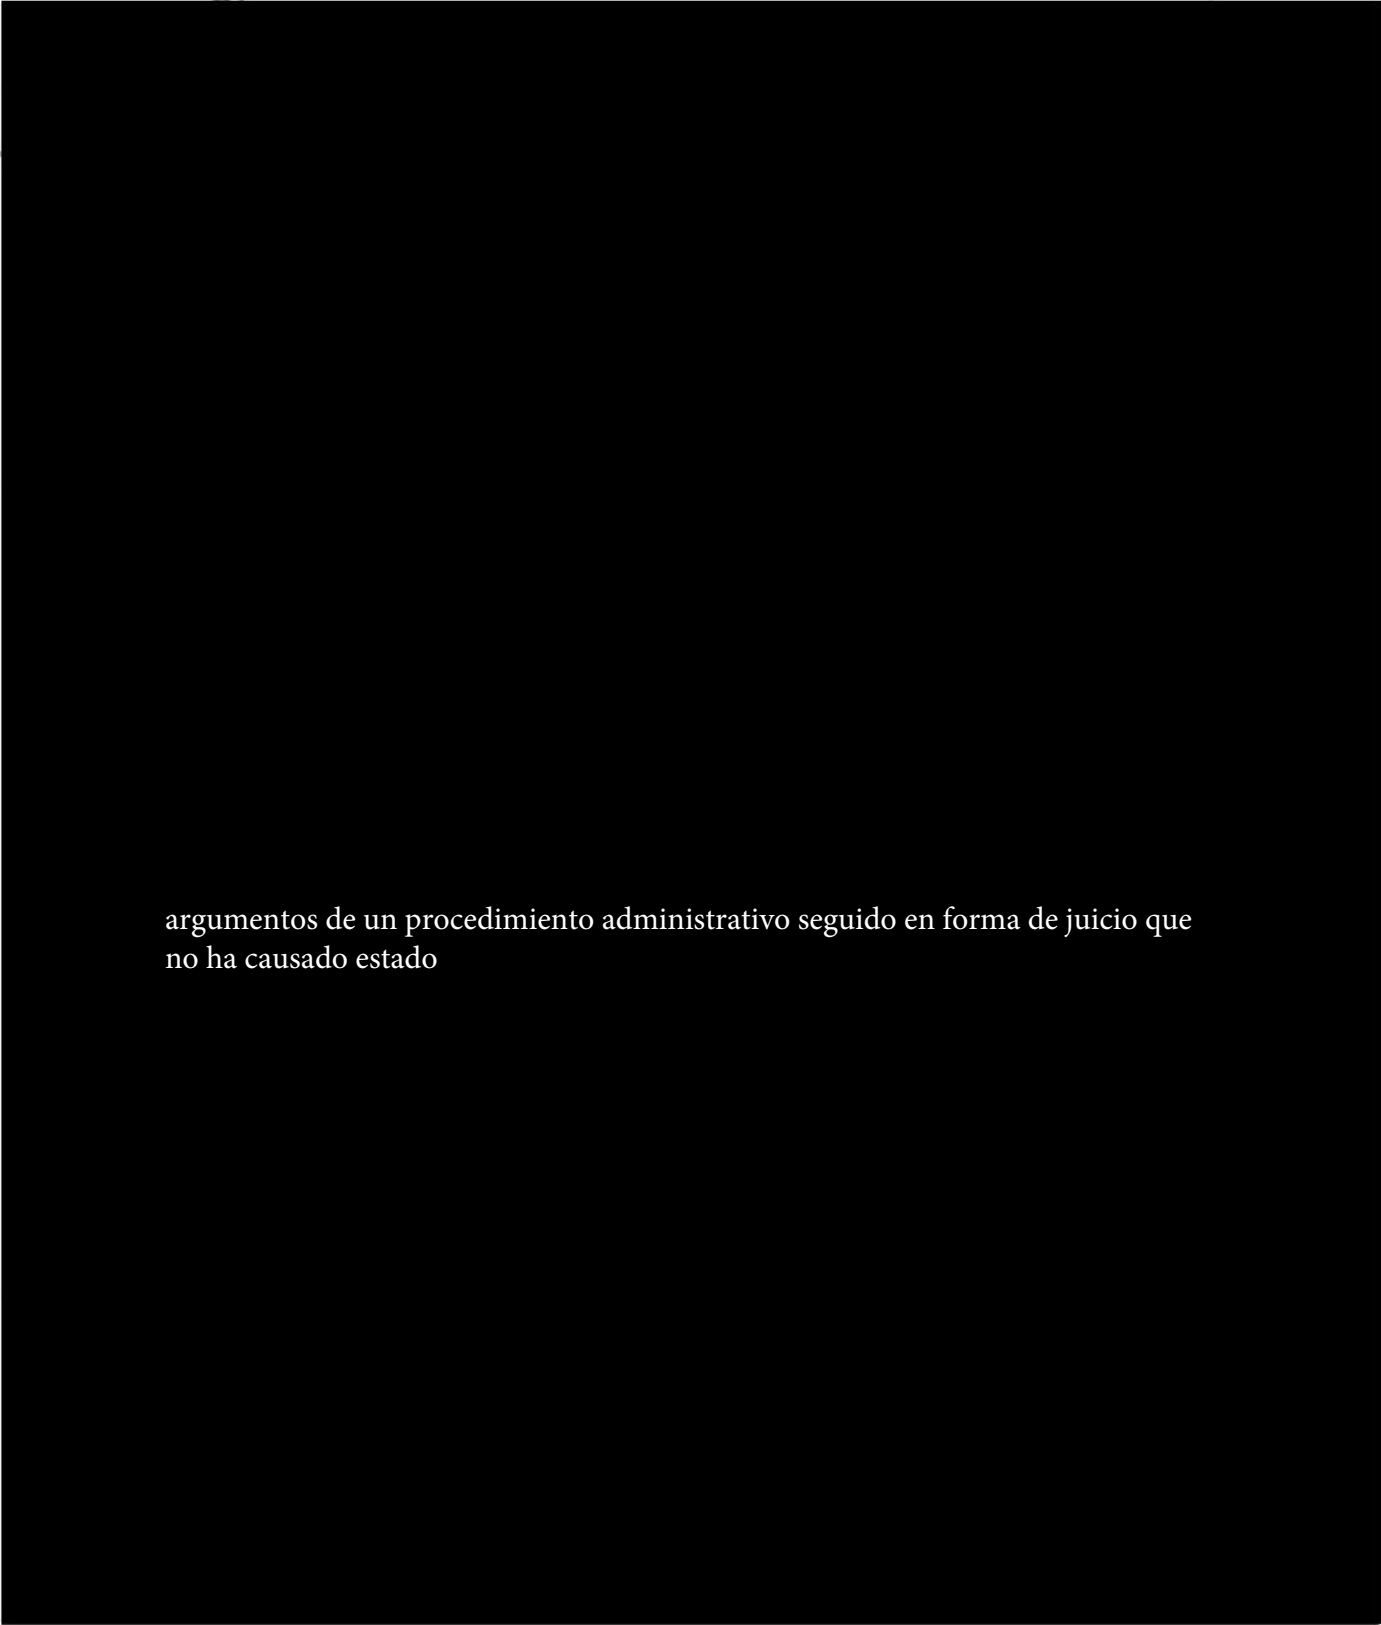 argumentos de un procedimiento administrativo seguido en forma de juicio que
no ha causado estado